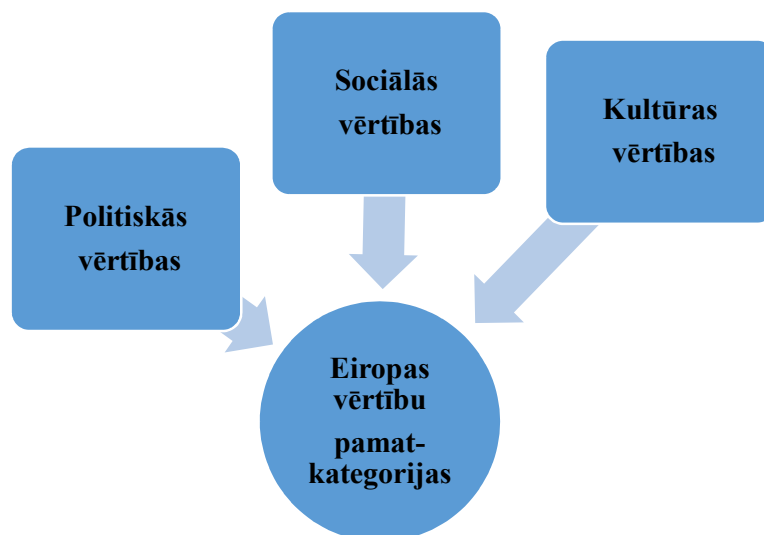 Sociālās
vērtības
Kultūras
vērtības
Politiskās
vērtības
Eiropas
vērtību
pamat-
kategorijas